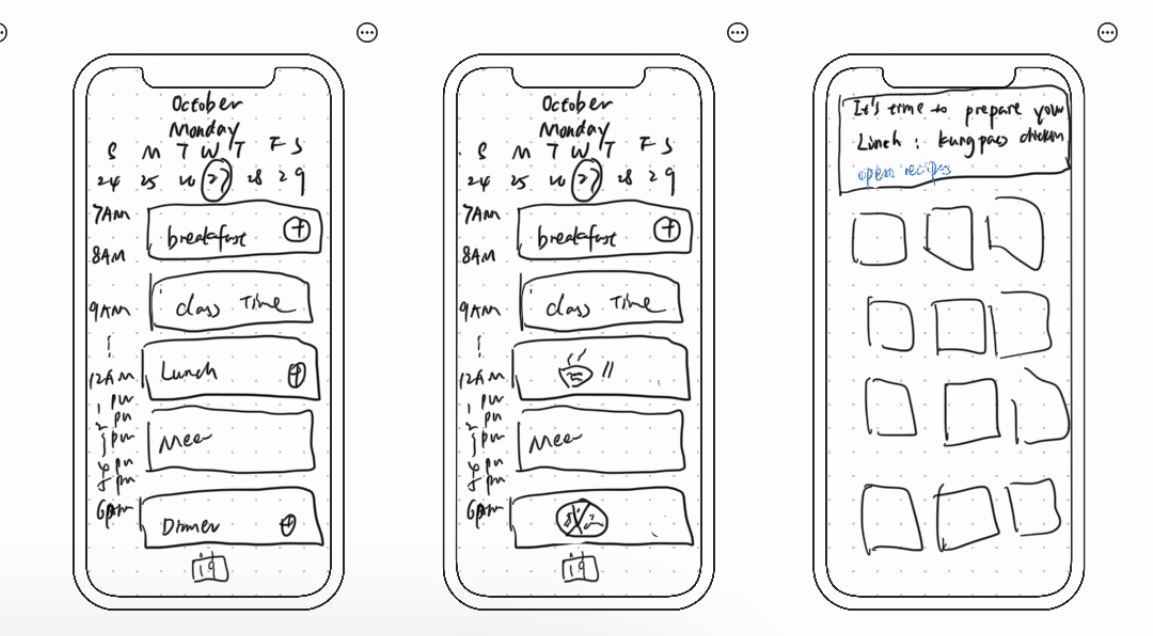 October
Monday
S M T W T F S
24 25 26 27 28 29
7AM
breakfast +
8AM
9AM
class Time
Lunch +
12AM
1 pm
2 pm
3 pm
Mee
4 pm
5 pm
6pm
Dinner +
October
Monday
S M T W T F S
24 25 26 27 28 29
7AM
breakfast +
8AM
9AM
class Time
12AM
1 pm
2 pm
3 pm
Mee
4 pm
5 pm
6pm
It's time to prepare your
Lunch : kung pao chicken
open recipes